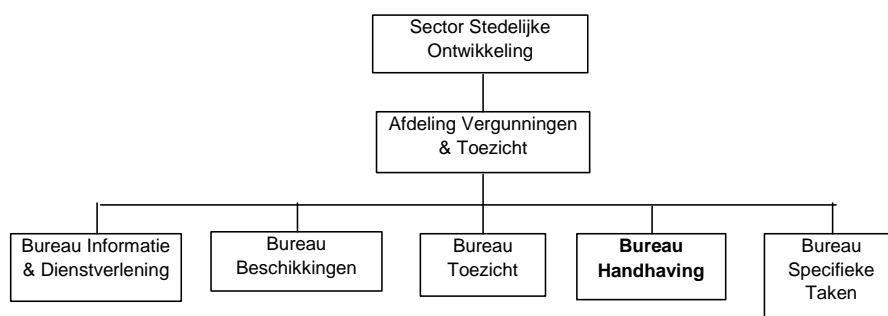 Sector Stedelijke
Ontwikkeling
Afdeling Vergunningen
& Toezicht
Bureau Informatie
& Dienstverlening
Bureau
Beschikkingen
Bureau
Toezicht
Bureau
Handhaving
Bureau
Specifieke
Taken